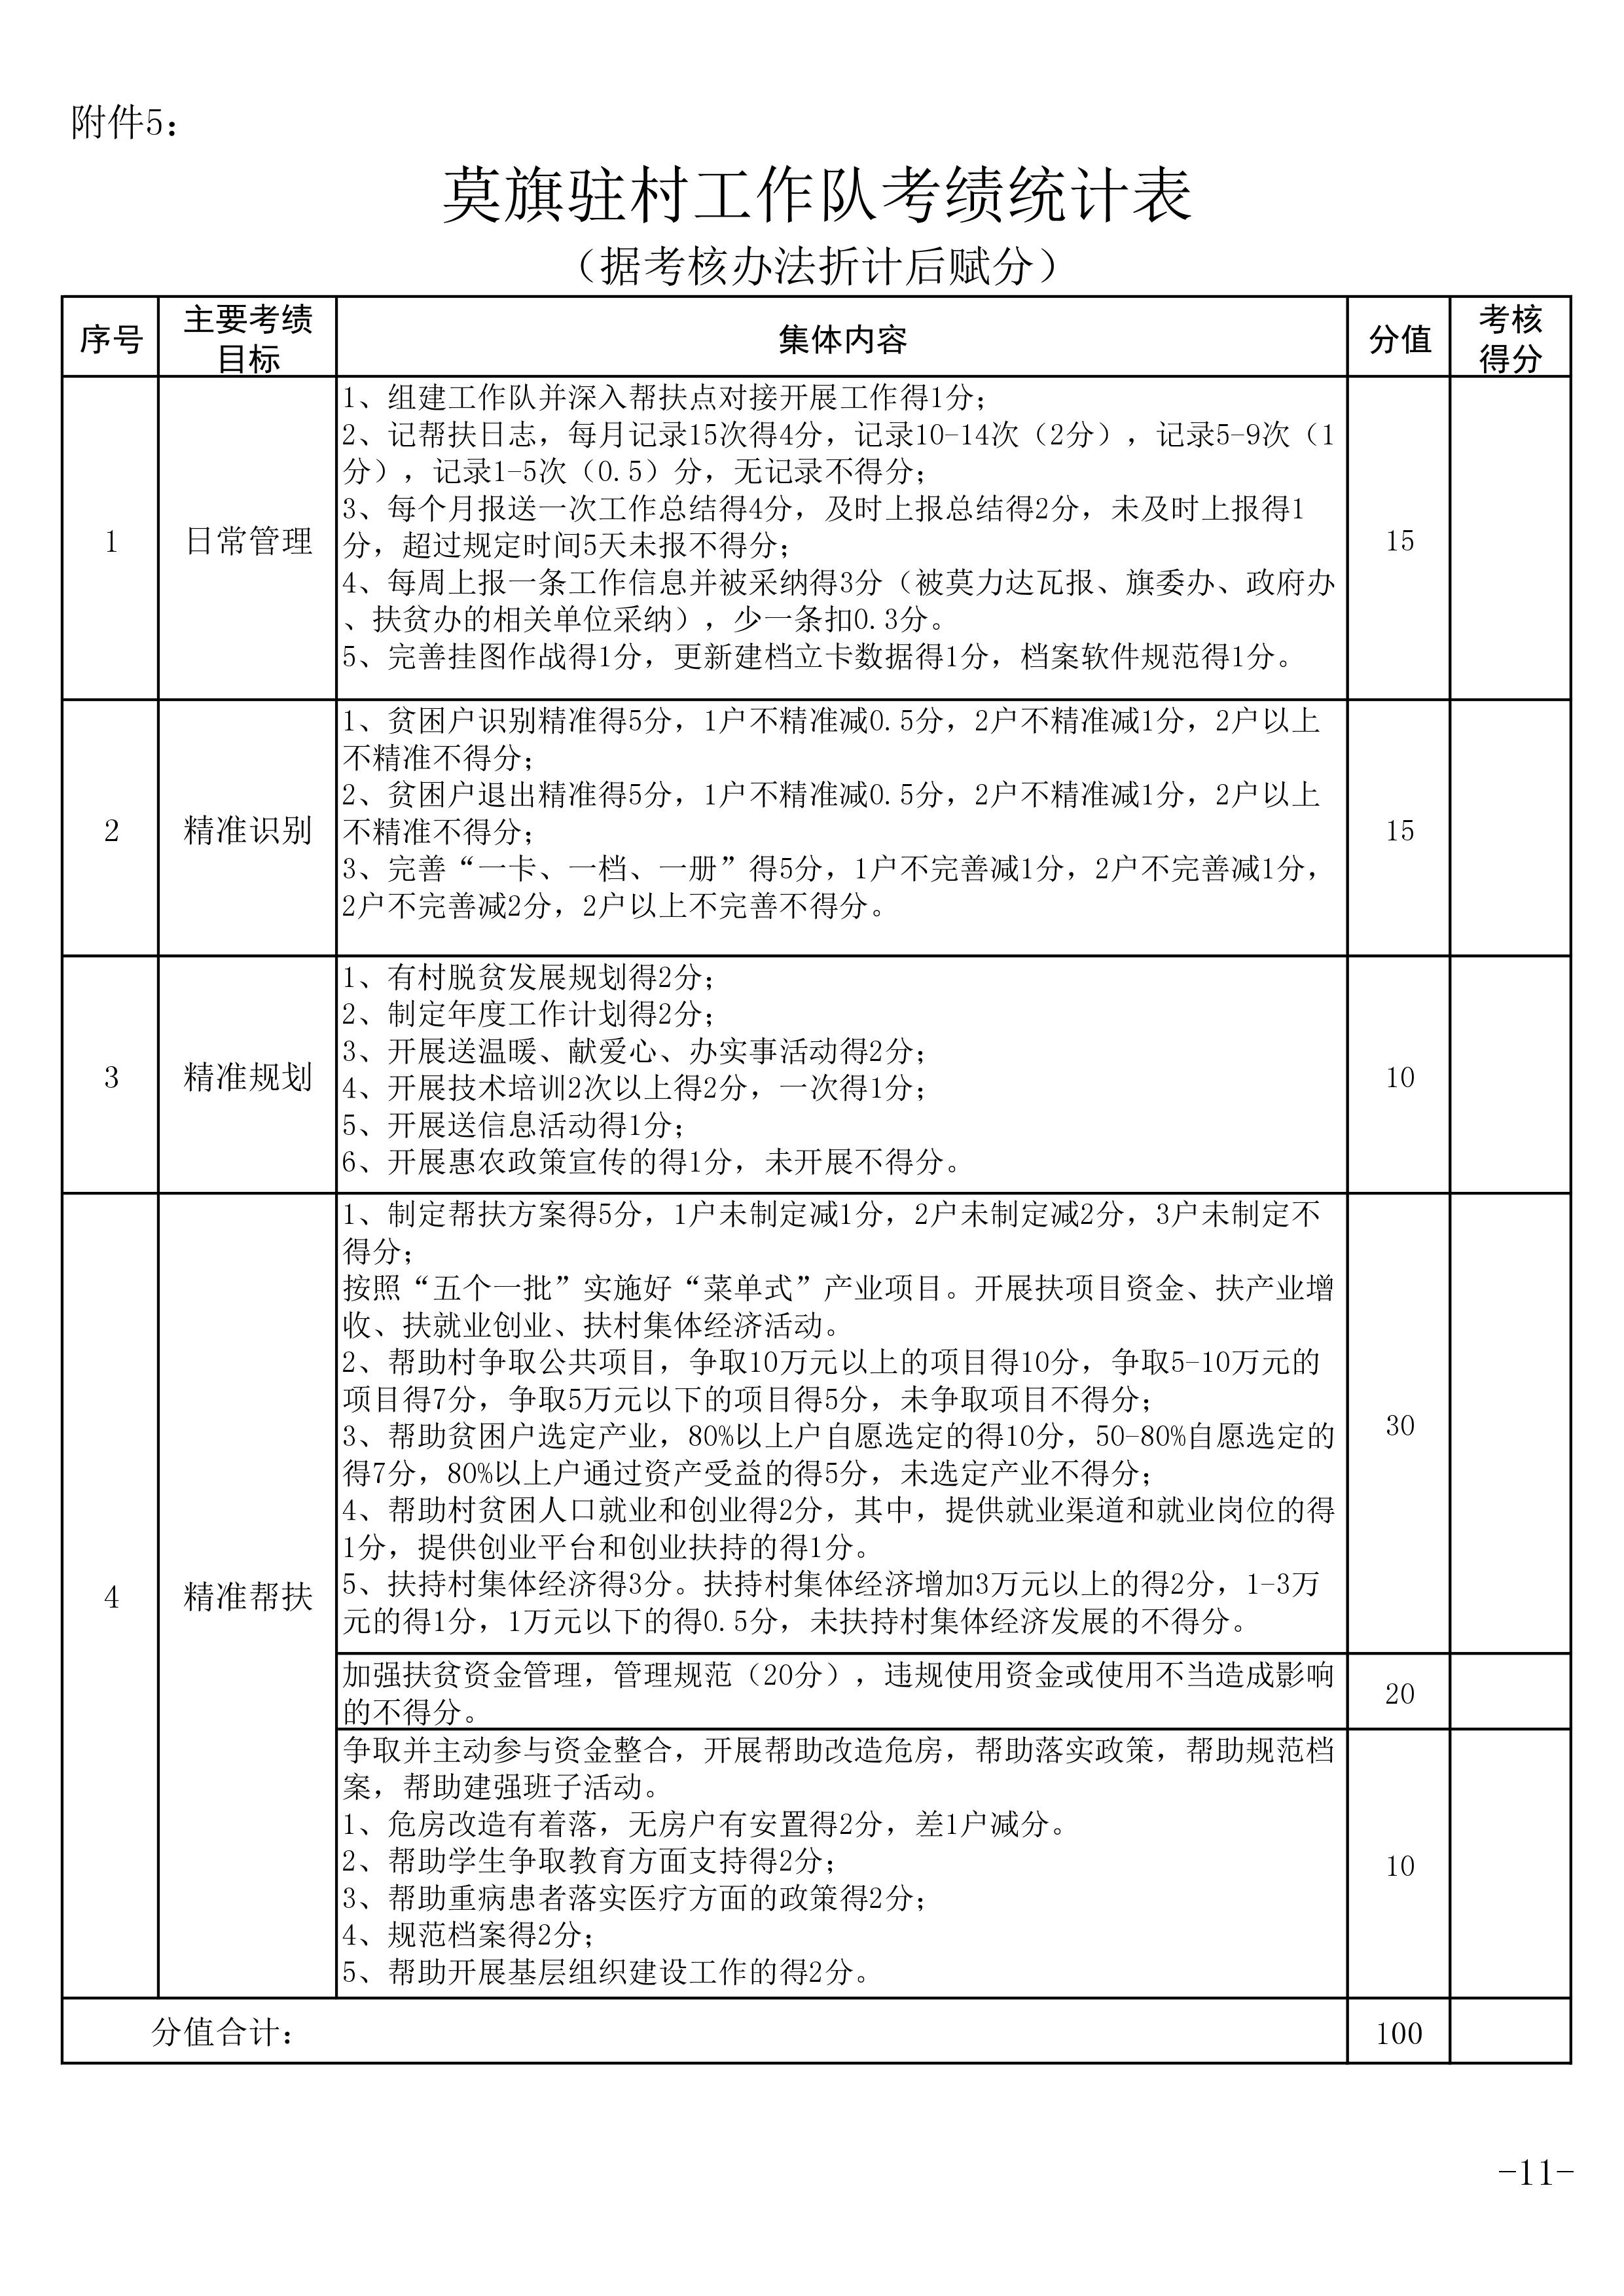 附件5：
莫旗驻村工作队考绩统计表
（据考核办法折计后赋分）
序号
主要考绩
目标
集体内容
分值
考核
得分
1
日常管理
1、组建工作队并深入帮扶点对接开展工作得1分；
2、记帮扶日志，每月记录15次得4分，记录10-14次（2分），记录5-9次（1
分），记录1-5次（0.5）分，无记录不得分；
3、每个月报送一次工作总结得4分，及时上报总结得2分，未及时上报得1
分，超过规定时间5天未报不得分；
4、每周上报一条工作信息并被采纳得3分（被莫力达瓦报、旗委办、政府办
、扶贫办的相关单位采纳），少一条扣0.3分。
5、完善挂图作战得1分，更新建档立卡数据得1分，档案软件规范得1分。
15
2
精准识别
1、贫困户识别精准得5分，1户不精准减0.5分，2户不精准减1分，2户以上
不精准不得分；
2、贫困户退出精准得5分，1户不精准减0.5分，2户不精准减1分，2户以上
不精准不得分；
3、完善“一卡、一档、一册”得5分，1户不完善减1分，2户不完善减1分，
2户不完善减2分，2户以上不完善不得分。
15
3
精准规划
1、有村脱贫发展规划得2分；
2、制定年度工作计划得2分；
3、开展送温暖、献爱心、办实事活动得2分；
4、开展技术培训2次以上得2分，一次得1分；
5、开展送信息活动得1分；
6、开展惠农政策宣传的得1分，未开展不得分。
10
4
精准帮扶
1、制定帮扶方案得5分，1户未制定减1分，2户未制定减2分，3户未制定不
得分；
按照“五个一批”实施好“菜单式”产业项目。开展扶项目资金、扶产业增
收、扶就业创业、扶村集体经济活动。
2、帮助村争取公共项目，争取10万元以上的项目得10分，争取5-10万元的
项目得7分，争取5万元以下的项目得5分，未争取项目不得分；
3、帮助贫困户选定产业，80%以上户自愿选定的得10分，50-80%自愿选定的
得7分，80%以上户通过资产受益的得5分，未选定产业不得分；
4、帮助村贫困人口就业和创业得2分，其中，提供就业渠道和就业岗位的得
1分，提供创业平台和创业扶持的得1分。
5、扶持村集体经济得3分。扶持村集体经济增加3万元以上的得2分，1-3万
元的得1分，1万元以下的得0.5分，未扶持村集体经济发展的不得分。
30
加强扶贫资金管理，管理规范（20分），违规使用资金或使用不当造成影响
的不得分。
20
争取并主动参与资金整合，开展帮助改造危房，帮助落实政策，帮助规范档
案，帮助建强班子活动。
1、危房改造有着落，无房户有安置得2分，差1户减分。
2、帮助学生争取教育方面支持得2分；
3、帮助重病患者落实医疗方面的政策得2分；
4、规范档案得2分；
5、帮助开展基层组织建设工作的得2分。
10
分值合计：
100
-11-